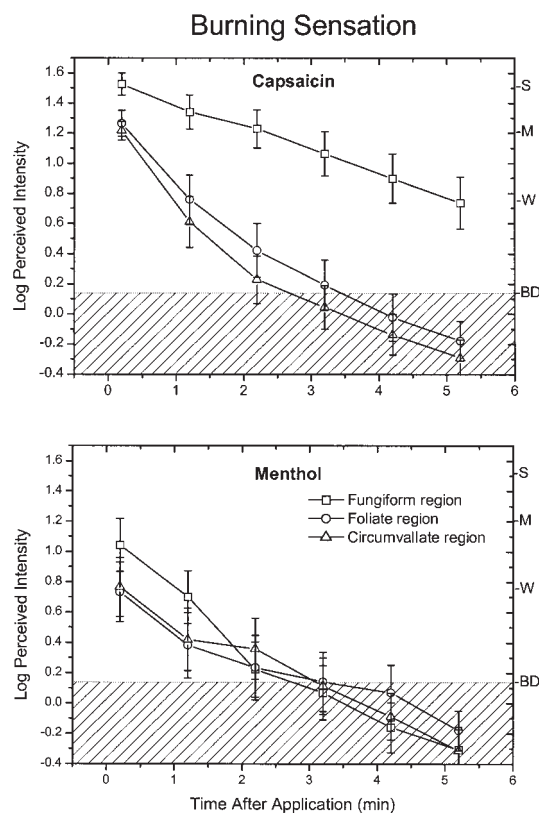 Burning Sensation
Capsaicin
Log Perceived Intensity
1.6
1.4
1.2
1.0
0.8
0.6
0.4
0.2
0.0
-0.2
-0.4
S
M
W
BD
0 1 2 3 4 5 6
Menthol
Fungiform region
Foliate region
Circumvallate region
Log Perceived Intensity
1.6
1.4
1.2
1.0
0.8
0.6
0.4
0.2
0.0
-0.2
-0.4
S
M
W
BD
0 1 2 3 4 5 6
Time After Application (min)